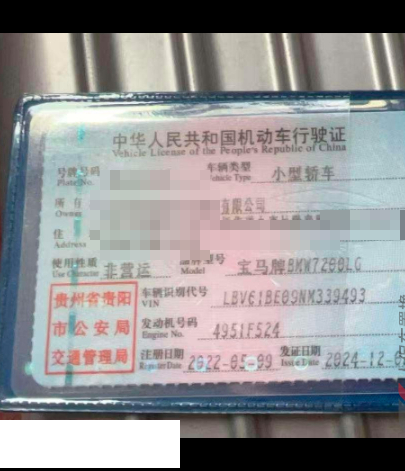 中华人民共和国机动车行驶证
Vehicle License of the People's Republic of China
号牌号码 车辆类型 小型轿车
Plate No. Vehicle Type
所 有 有限公司
Owner
住
Address
使用性质 非营运 型号 宝马牌BMW7200LG
Use Character Model
贵州省贵阳 车辆识别代号 LBV61BE09NM339493
VIN
市公安局 发动机号码 4951F524
Engine No.
交通管理局 注册日期 2022-05-09 发证日期 2024-12-0
Register Date Issue Date